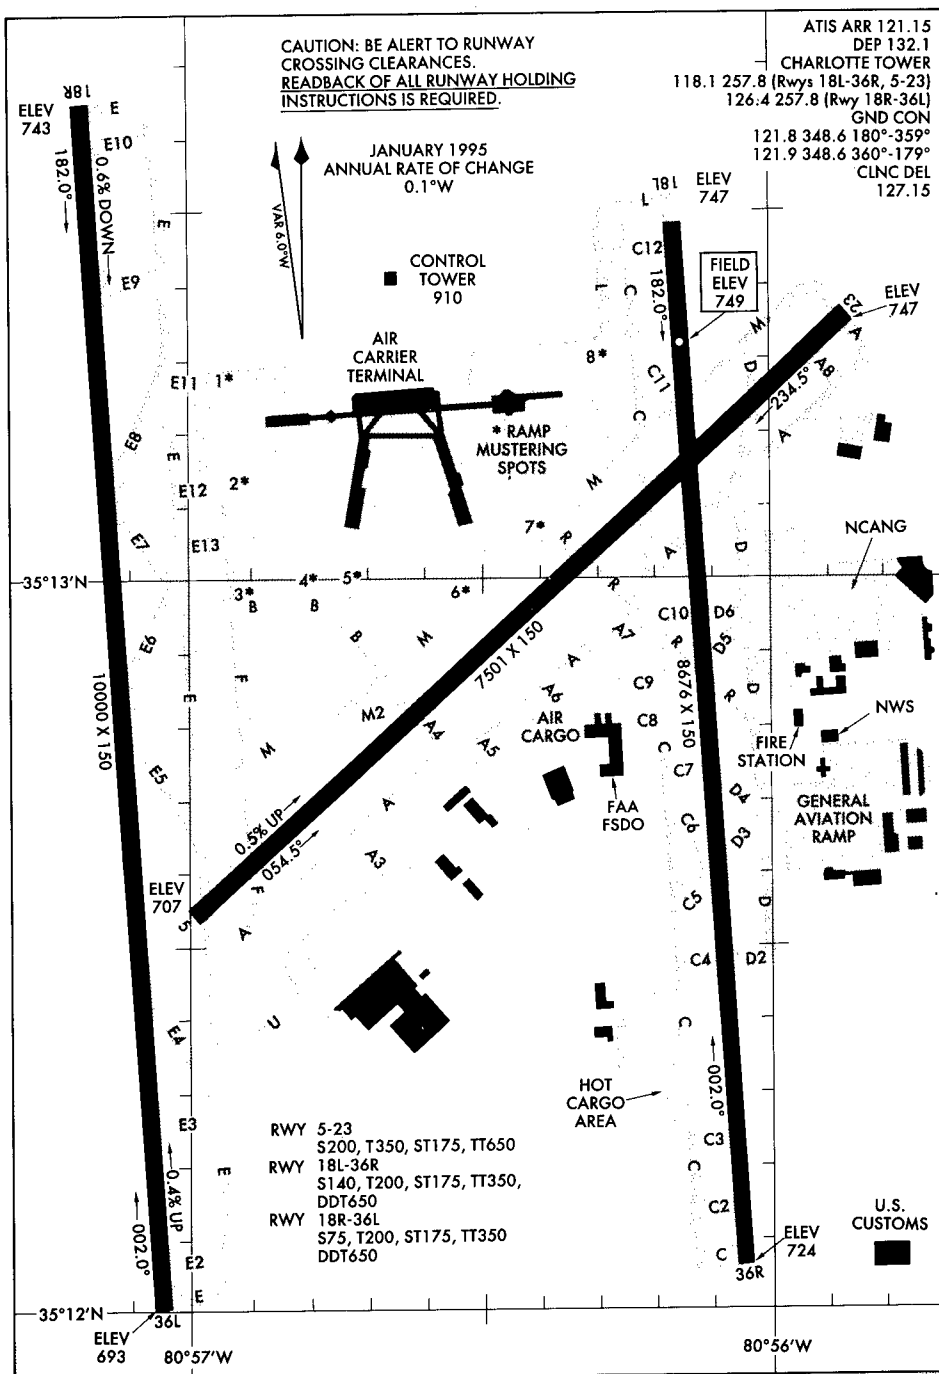 CAUTION: BE ALERT TO RUNWAY
CROSSING CLEARANCES.
READBACK OF ALL RUNWAY HOLDING
INSTRUCTIONS IS REQUIRED.
ATIS ARR 121.15
DEP 132.1
CHARLOTTE TOWER
118.1 257.8 (Rwys 18L-36R, 5-23)
126.4 257.8 (Rwy 18R-36L)
GND CON
121.8 348.6 180°-359°
121.9 348.6 360°-179°
CLNC DEL
127.15
JANUARY 1995
ANNUAL RATE OF CHANGE
0.1°W
VAR 6.0°W
ELEV
743
18R
E
E10
182.0°
0.6% DOWN
E
E9
CONTROL
TOWER
910
18L
ELEV
747
L
C12
L
C
182.0°
FIELD
ELEV
749
23
ELEV
747
A
M
D
A8
234.5°
A
AIR
CARRIER
TERMINAL
8*
C11
C
E11
1*
E8
E
* RAMP
MUSTERING
SPOTS
M
E12
2*
E7
E13
7*
R
A
D
NCANG
35°13'N
3*
B
4*
B
5*
6*
R
C10
D6
E6
B
M
A7
R
D5
7501 X 150
A
10000 X 150
E
F
A6
C9
8676 X 150
R
D
M2
A4
AIR
CARGO
C8
NWS
M
A5
C
FIRE
STATION
E5
C7
D4
FAA
FSDO
GENERAL
AVIATION
RAMP
0.5% UP
054.5°
A
C6
D3
A3
ELEV
707
F
5
A
C5
D
C4
D2
E4
U
C
HOT
CARGO
AREA
002.0°
E3
C3
E
C
0.4% UP
002.0°
RWY 5-23
S200, T350, ST175, TT650
RWY 18L-36R
S140, T200, ST175, TT350,
DDT650
RWY 18R-36L
S75, T200, ST175, TT350
DDT650
C2
U.S.
CUSTOMS
E2
C
ELEV
724
36R
E
35°12'N
36L
ELEV
693
80°57'W
80°56'W